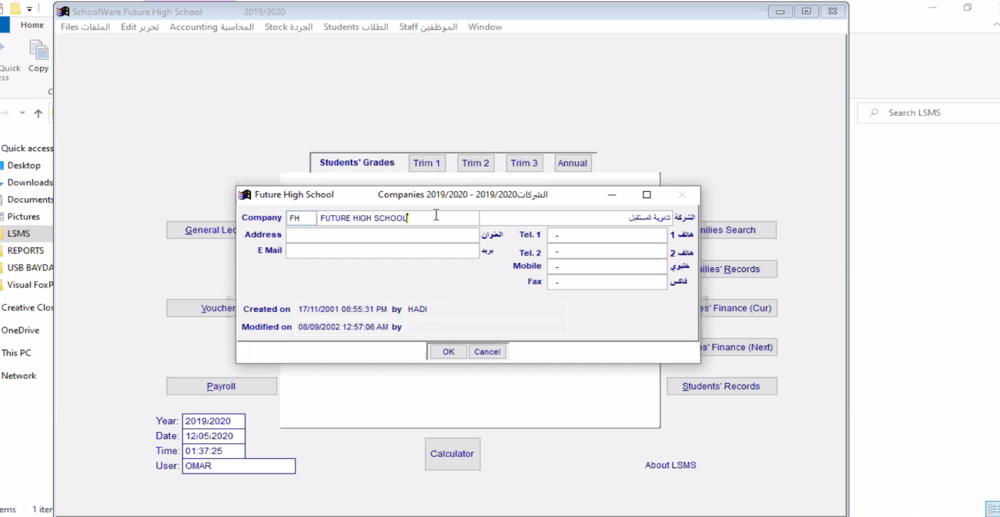 SchoolWare Future High School 2019/2020
Home
Files الملفات Edit تحرير Accounting المحاسبة Stock الجردة Students الطلاب Staff الموظفين Window
Quick
Copy
Search LSMS
Quick access
Desktop
Downloads
Documents
Pictures
LSMS
REPORTS
USB BAYDA
Visual FoxP
Creative Clou
OneDrive
This PC
Network
Students' Grades Trim 1 Trim 2 Trim 3 Annual
Future High School Companies 2019/2020 - 2019/2020الشركات
Company FH FUTURE HIGH SCHOOL ثانوية المستقبل الشركة
Address العنوان Tel. 1 - هاتف 1
E Mail بريد Tel. 2 - هاتف 2
Mobile - خليوي
Fax - فاكس
Created on 17/11/2001 08:55:31 PM by HADI
Modified on 08/09/2002 12:57:06 AM by
OK Cancel
General Lec
Voucher
Payroll
nilies Search
ilies' Records
es' Finance (Cur)
es' Finance (Next)
Students' Records
Year: 2019/2020
Date: 12/05/2020
Time: 01:37:25
User: OMAR
Calculator
About LSMS
ems 1 iter